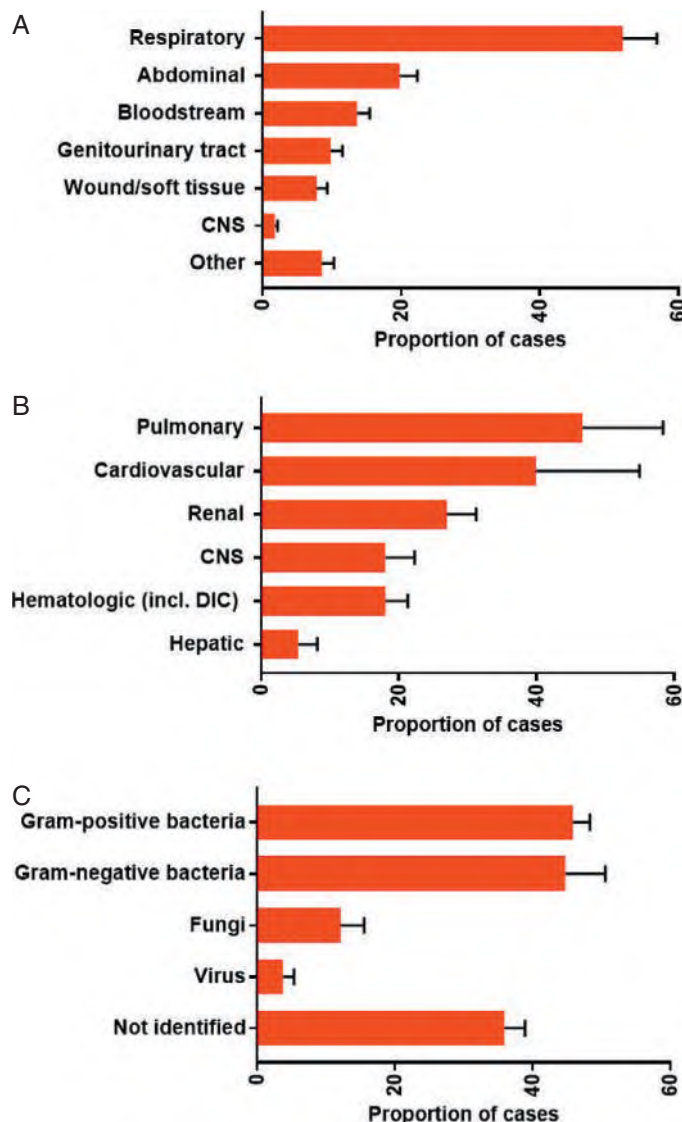 A
Respiratory
Abdominal
Bloodstream
Genitourinary tract
Wound/soft tissue
CNS
Other
0
20
40
60
Proportion of cases
B
Pulmonary
Cardiovascular
Renal
CNS
Hematologic (incl. DIC)
Hepatic
0
20
40
60
Proportion of cases
C
Gram-positive bacteria
Gram-negative bacteria
Fungi
Virus
Not identified
0
20
40
60
Proportion of cases